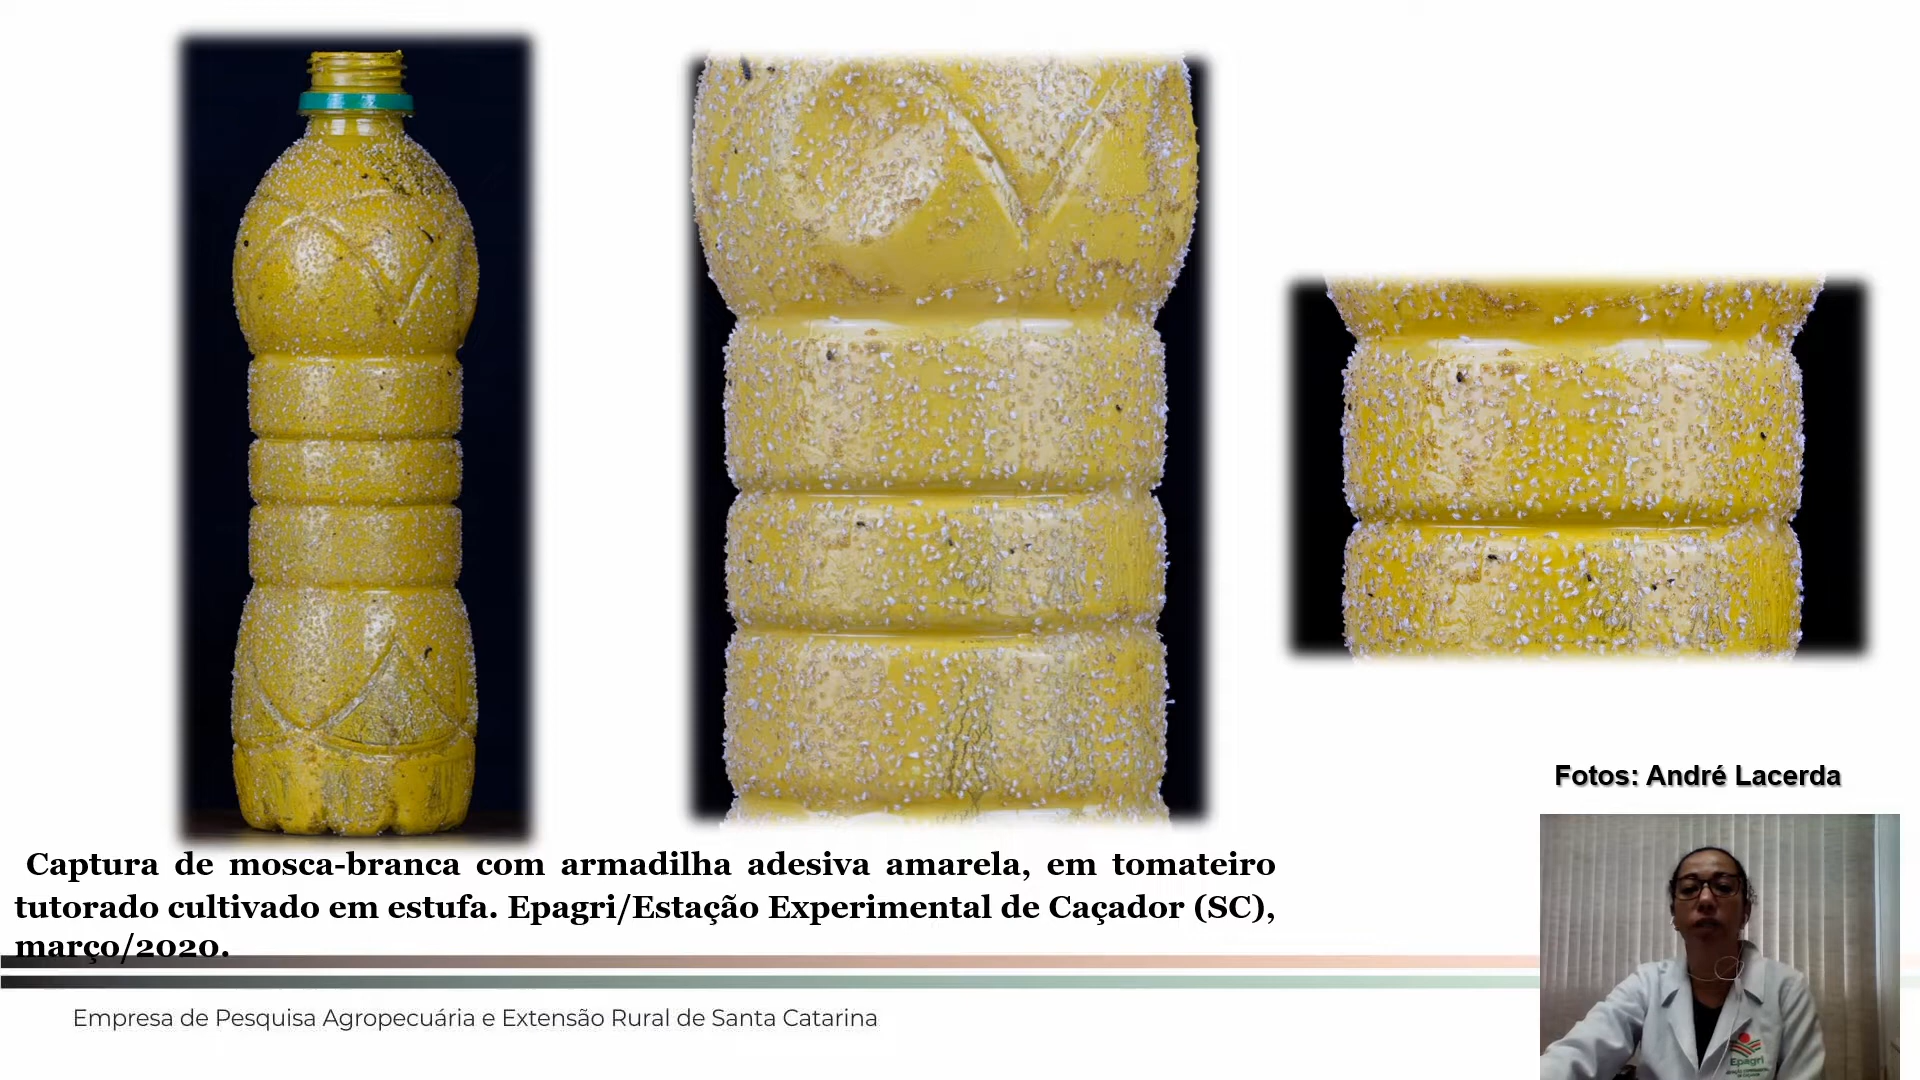 Fotos: André Lacerda
Captura de mosca-branca com armadilha adesiva amarela, em tomateiro
tutorado cultivado em estufa. Epagri/Estação Experimental de Caçador (SC),
março/2020.
Empresa de Pesquisa Agropecuária e Extensão Rural de Santa Catarina
Epagri